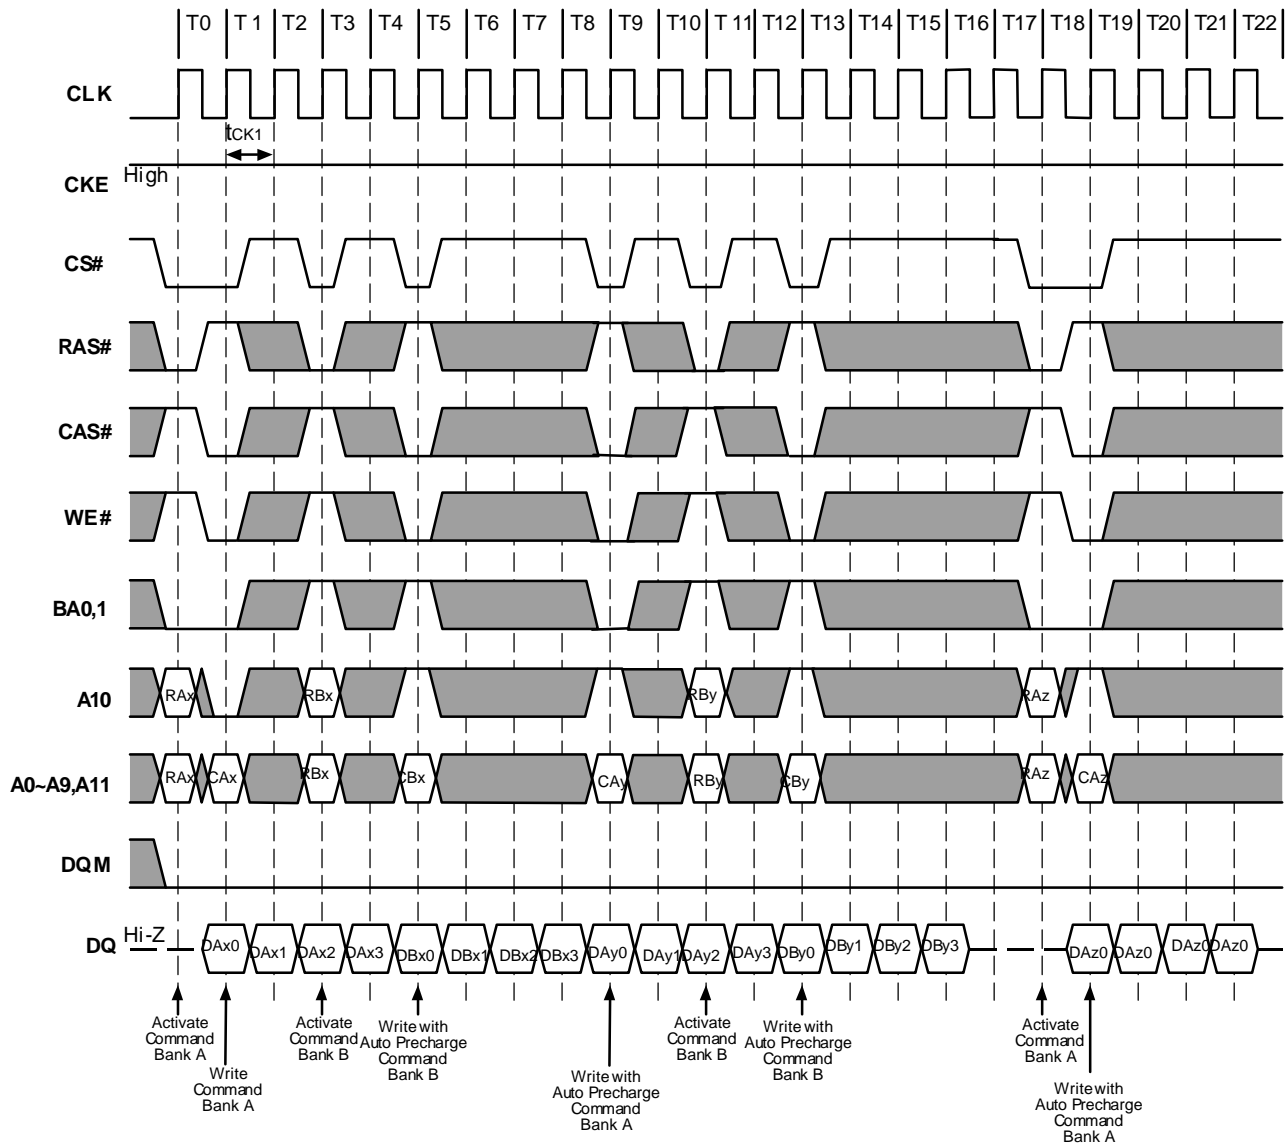 T0 T1 T2 T3 T4 T5 T6 T7 T8 T9 T10 T11 T12 T13 T14 T15 T16 T17 T18 T19 T20 T21 T22
CLK
tCK1
High
CKE
CS#
RAS#
CAS#
WE#
BA0,1
A10
RAx RBx RBy RAz
A0~A9,A11
RAx CAx RBx CBx CAy RBy CBy RAz CAz
DQM
DQ
Hi-Z
DAx0 DAx1 DAx2 DAx3 DBx0 DBx1 DBx2 DBx3 DAy0 DAy1 DAy2 DAy3 DBy0 DBy1 DBy2 DBy3 DAz0 DAz0 DAz0 DAz0
Activate
Command
Bank A
Write
Command
Bank A
Activate
Command
Bank B
Write with
Auto Precharge
Command
Bank B
Write with
Auto Precharge
Command
Bank A
Activate
Command
Bank B
Write with
Auto Precharge
Command
Bank B
Activate
Command
Bank A
Write with
Auto Precharge
Command
Bank A